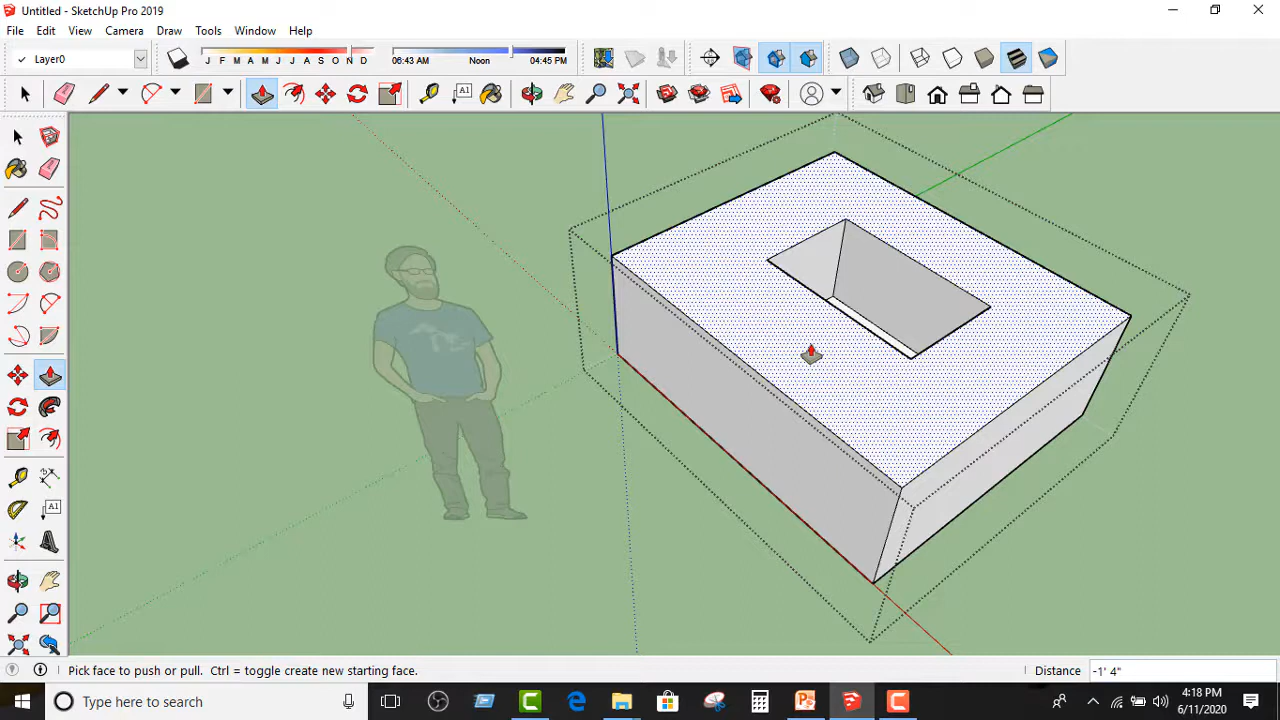 Untitled - SketchUp Pro 2019
File Edit View Camera Draw Tools Window Help
Layer0
J F M A M J J A S O N D
06:43 AM Noon 04:45 PM
A1
A1
Pick face to push or pull. Ctrl = toggle create new starting face.
Distance -1' 4"
Type here to search
4:18 PM
6/11/2020